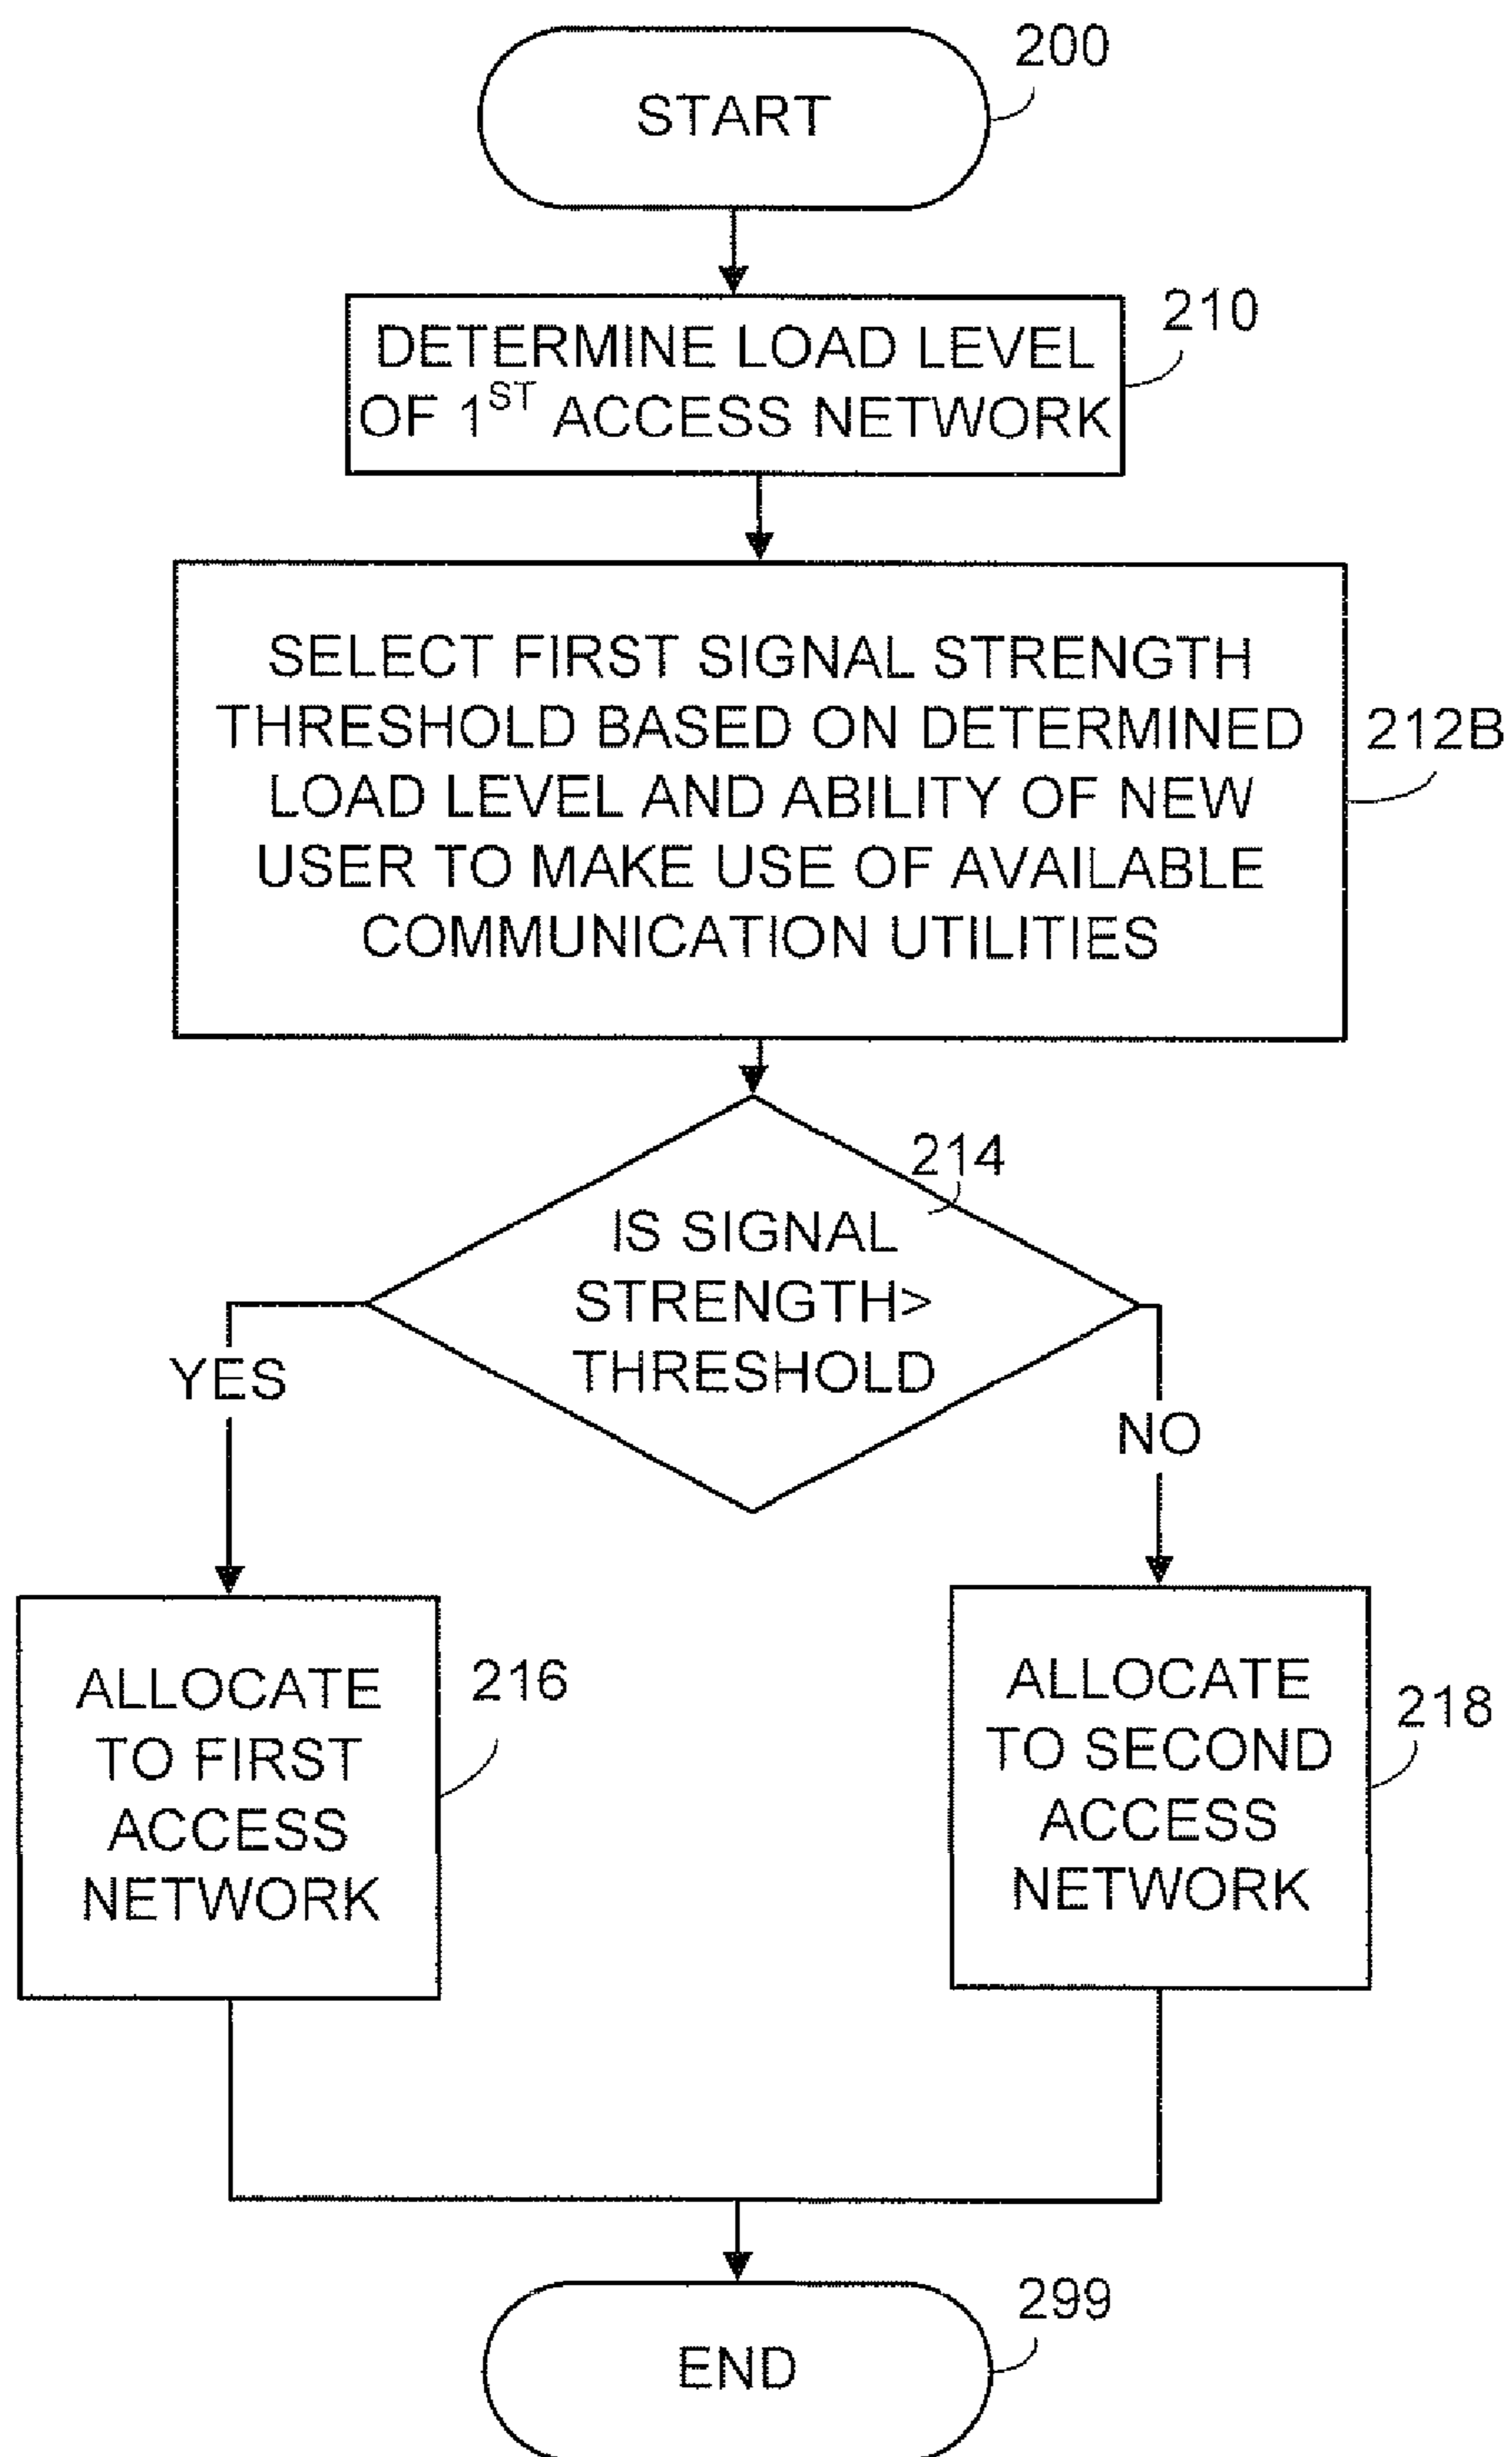 200
START
210
DETERMINE LOAD LEVEL
OF 1ST ACCESS NETWORK
SELECT FIRST SIGNAL STRENGTH
THRESHOLD BASED ON DETERMINED
LOAD LEVEL AND ABILITY OF NEW
USER TO MAKE USE OF AVAILABLE
COMMUNICATION UTILITIES
212B
214
IS SIGNAL
STRENGTH>
THRESHOLD
YES
NO
ALLOCATE
TO FIRST
ACCESS
NETWORK
216
ALLOCATE
TO SECOND
ACCESS
NETWORK
218
299
END